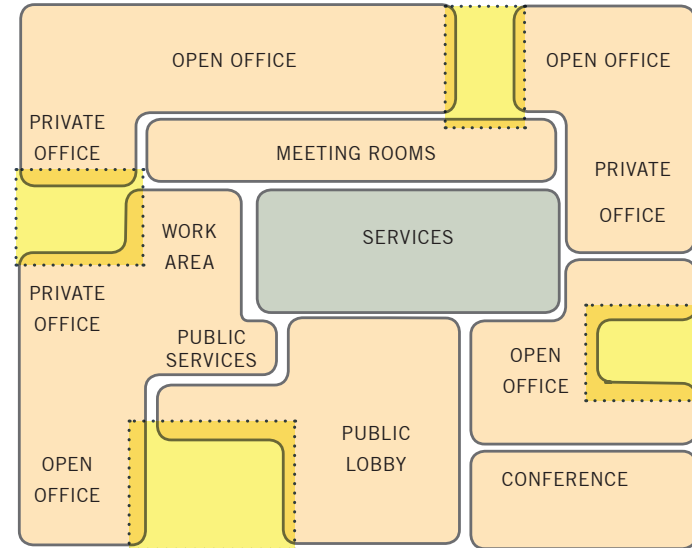 OPEN OFFICE
OPEN OFFICE
PRIVATE
OFFICE
MEETING ROOMS
PRIVATE
OFFICE
WORK
AREA
SERVICES
PRIVATE
OFFICE
PUBLIC
SERVICES
OPEN
OFFICE
PUBLIC
LOBBY
OPEN
OFFICE
CONFERENCE